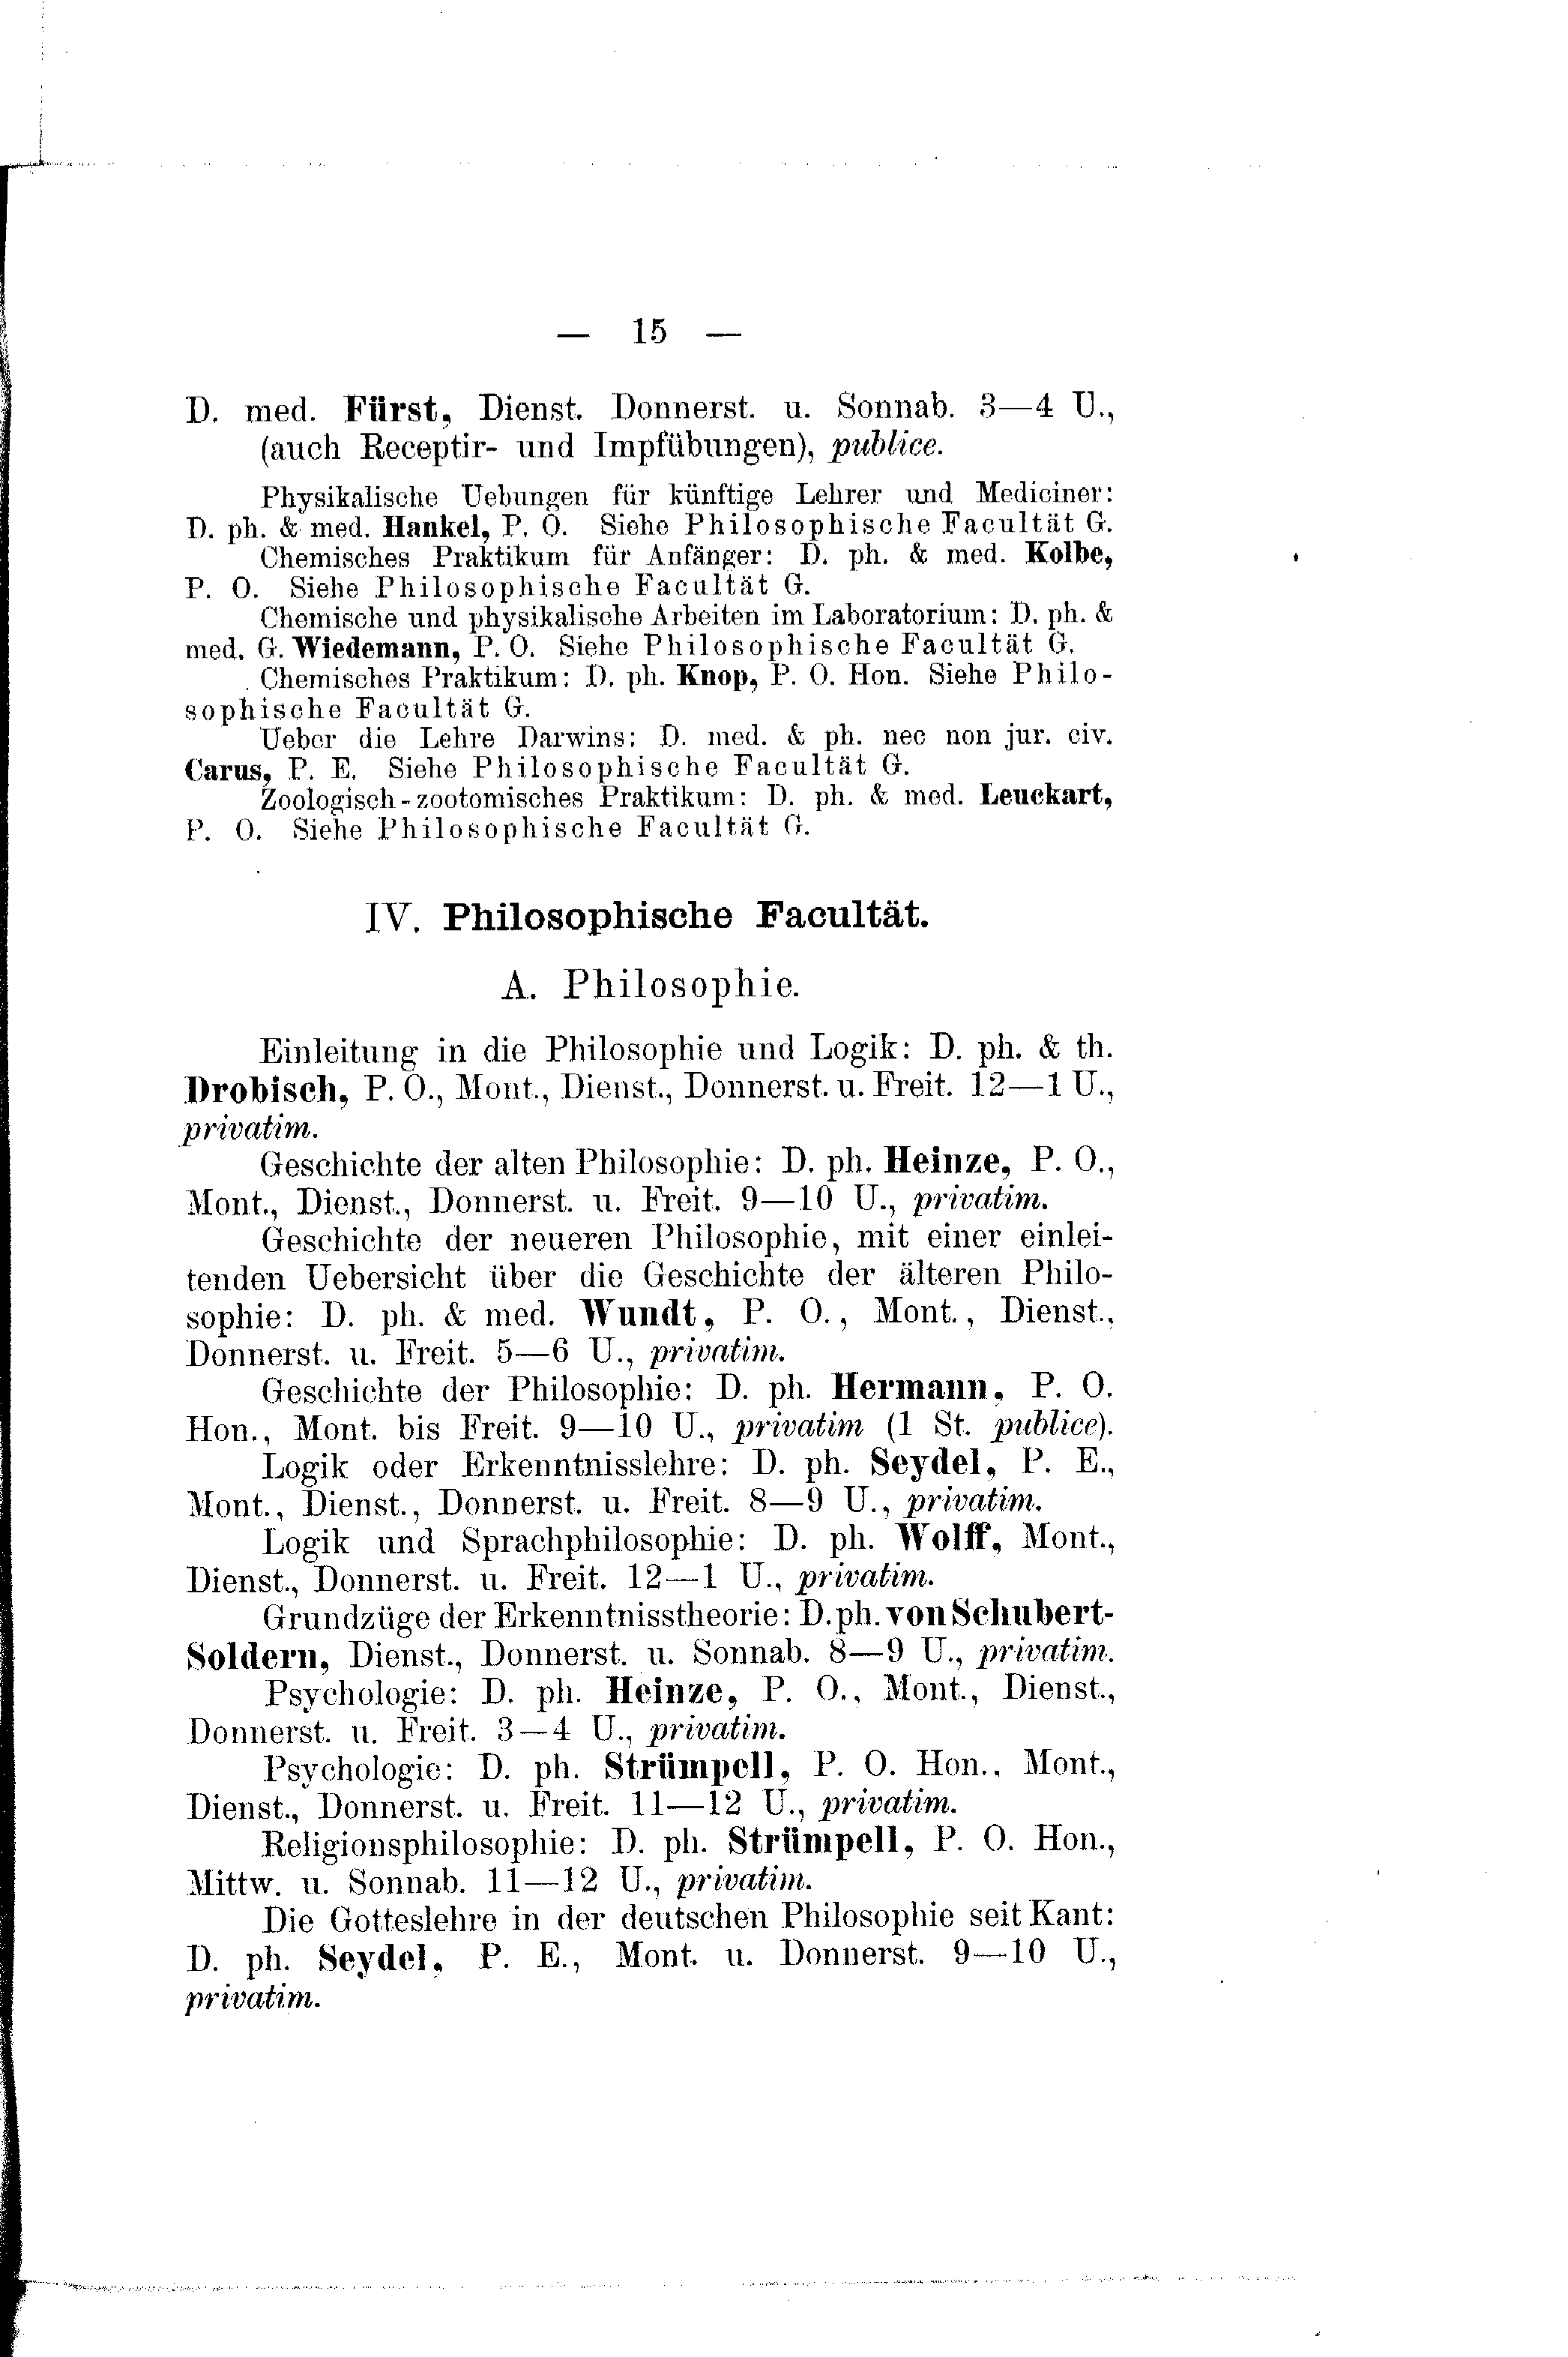 — 15 —
D. med. Fürst, Dienst. Donnerst. u. Sonnab. 3—4 U.,
(auch Receptir- und Impfübungen), publice.
Physikalische Uebungen für künftige Lehrer und Mediciner:
D. ph. & med. Hankel, P. O. Siehe Philosophische Facultät G.
Chemisches Praktikum für Anfänger: D. ph. & med. Kolbe,
P. O. Siehe Philosophische Facultät G.
Chemische und physikalische Arbeiten im Laboratorium: D. ph. &
med. G. Wiedemann, P. O. Siehe Philosophische Facultät G.
Chemisches Praktikum: D. ph. Knop, P. O. Hon. Siehe Philo-
sophische Facultät G.
Ueber die Lehre Darwins: D. med. & ph. nec non jur. civ.
Carus, P. E. Siehe Philosophische Facultät G.
Zoologisch-zootomisches Praktikum: D. ph. & med. Leuckart,
P. O. Siehe Philosophische Facultät G.
IV. Philosophische Facultät.
A. Philosophie.
Einleitung in die Philosophie und Logik: D. ph. & th.
Drobisch, P. O., Mont., Dienst., Donnerst. u. Freit. 12—1 U.,
privatim.
Geschichte der alten Philosophie: D. ph. Heinze, P. O.,
Mont., Dienst., Donnerst. u. Freit. 9—10 U., privatim.
Geschichte der neueren Philosophie, mit einer einlei-
tenden Uebersicht über die Geschichte der älteren Philo-
sophie: D. ph. & med. Wundt, P. O., Mont., Dienst.,
Donnerst. u. Freit. 5—6 U., privatim.
Geschichte der Philosophie: D. ph. Hermann, P. O.
Hon., Mont. bis Freit. 9—10 U., privatim (1 St. publice).
Logik oder Erkenntnisslehre: D. ph. Seydel, P. E.,
Mont., Dienst., Donnerst. u. Freit. 8—9 U., privatim.
Logik und Sprachphilosophie: D. ph. Wolff, Mont.,
Dienst., Donnerst. u. Freit. 12—1 U., privatim.
Grundzüge der Erkenntnisstheorie: D. ph. von Schubert-
Soldern, Dienst., Donnerst. u. Sonnab. 8—9 U., privatim.
Psychologie: D. ph. Heinze, P. O., Mont., Dienst.,
Donnerst. u. Freit. 3—4 U., privatim.
Psychologie: D. ph. Strümpell, P. O. Hon., Mont.,
Dienst., Donnerst. u. Freit. 11—12 U., privatim.
Religionsphilosophie: D. ph. Strümpell, P. O. Hon.,
Mittw. u. Sonnab. 11—12 U., privatim.
Die Gotteslehre in der deutschen Philosophie seit Kant:
D. ph. Seydel, P. E., Mont. u. Donnerst. 9—10 U.,
privatim.